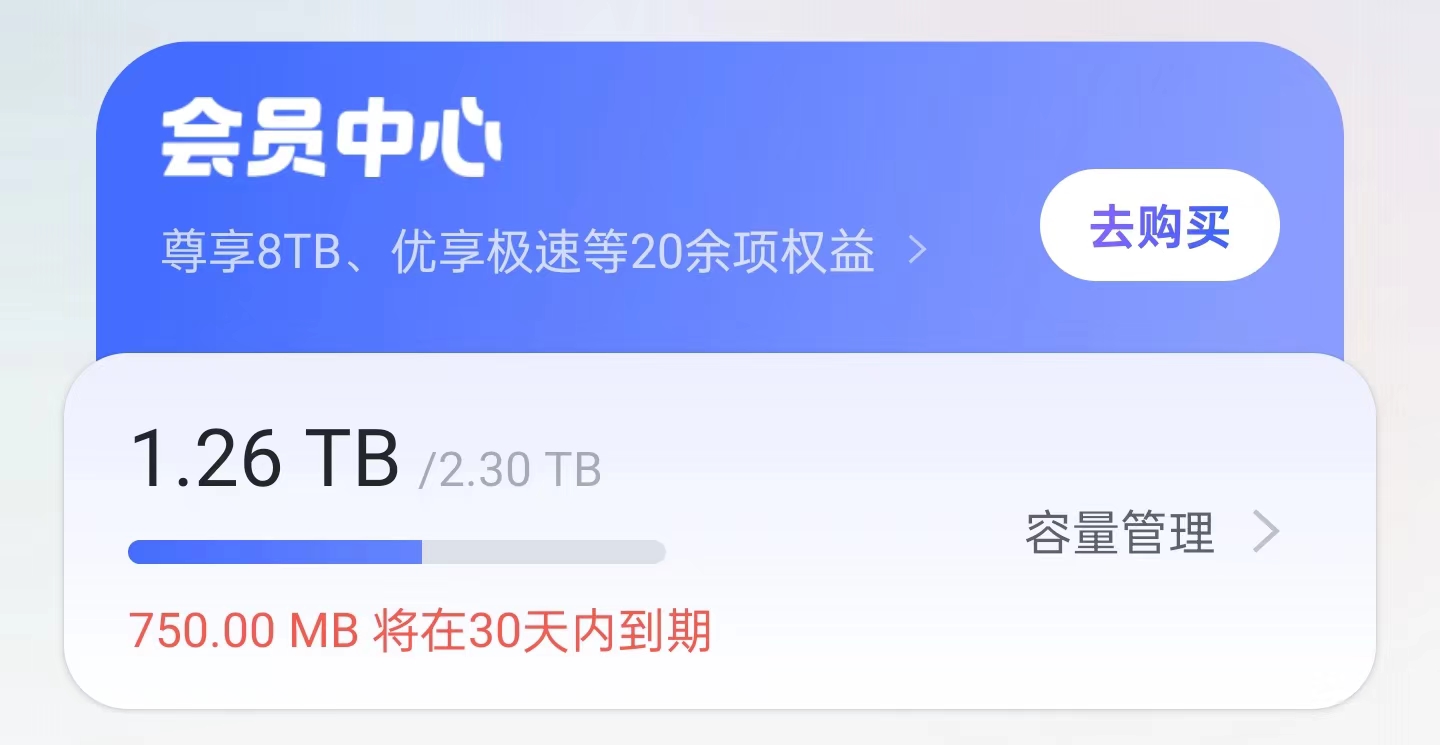 会员中心
尊享8TB、优享极速等20余项权益 >
去购买
1.26 TB /2.30 TB
容量管理 >
750.00 MB 将在30天内到期